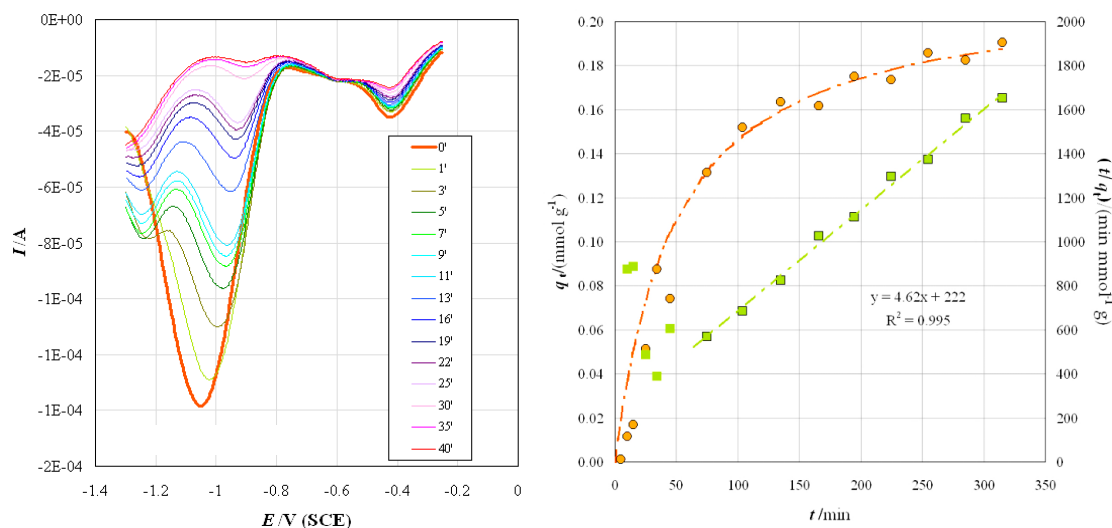 0E+00
-2E-05
-4E-05
-6E-05
-8E-05
-1E-04
-1E-04
-1E-04
-2E-04
I/A
-1.4 -1.2 -1 -0.8 -0.6 -0.4 -0.2 0
E/V (SCE)
0'
1'
3'
5'
7'
9'
11'
13'
16'
19'
22'
25'
30'
35'
40'
0.20
0.18
0.16
0.14
0.12
0.10
0.08
0.06
0.04
0.02
0.00
qt/(mmol g-1)
2000
1800
1600
1400
1200
1000
800
600
400
200
0
(t/qt)/(min mmol-1 g)
y = 4.62x + 222
R² = 0.995
0 50 100 150 200 250 300 350
t/min